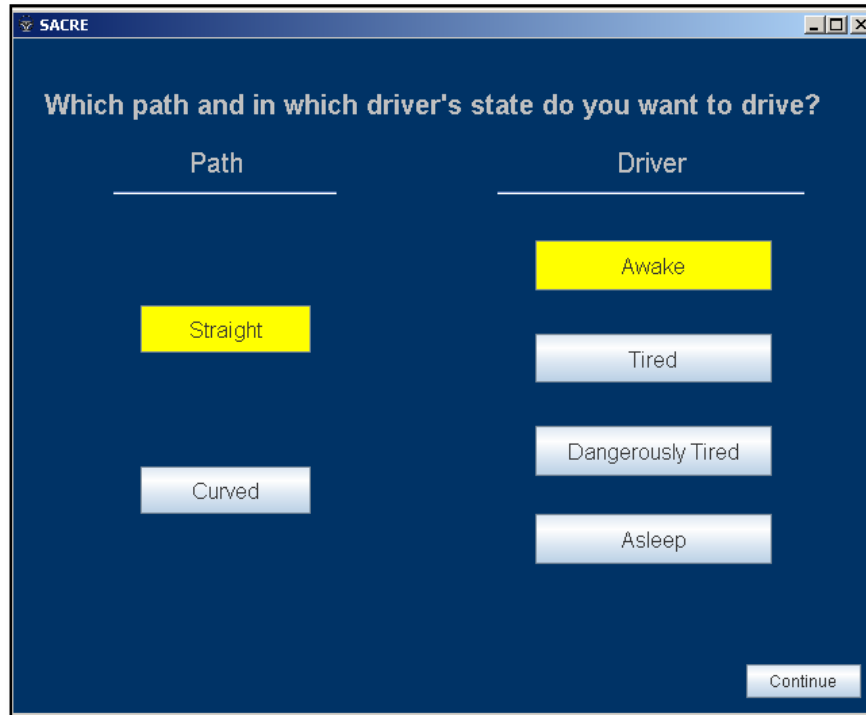 SACRE
Which path and in which driver's state do you want to drive?
Path
Driver
Straight
Curved
Awake
Tired
Dangerously Tired
Asleep
Continue